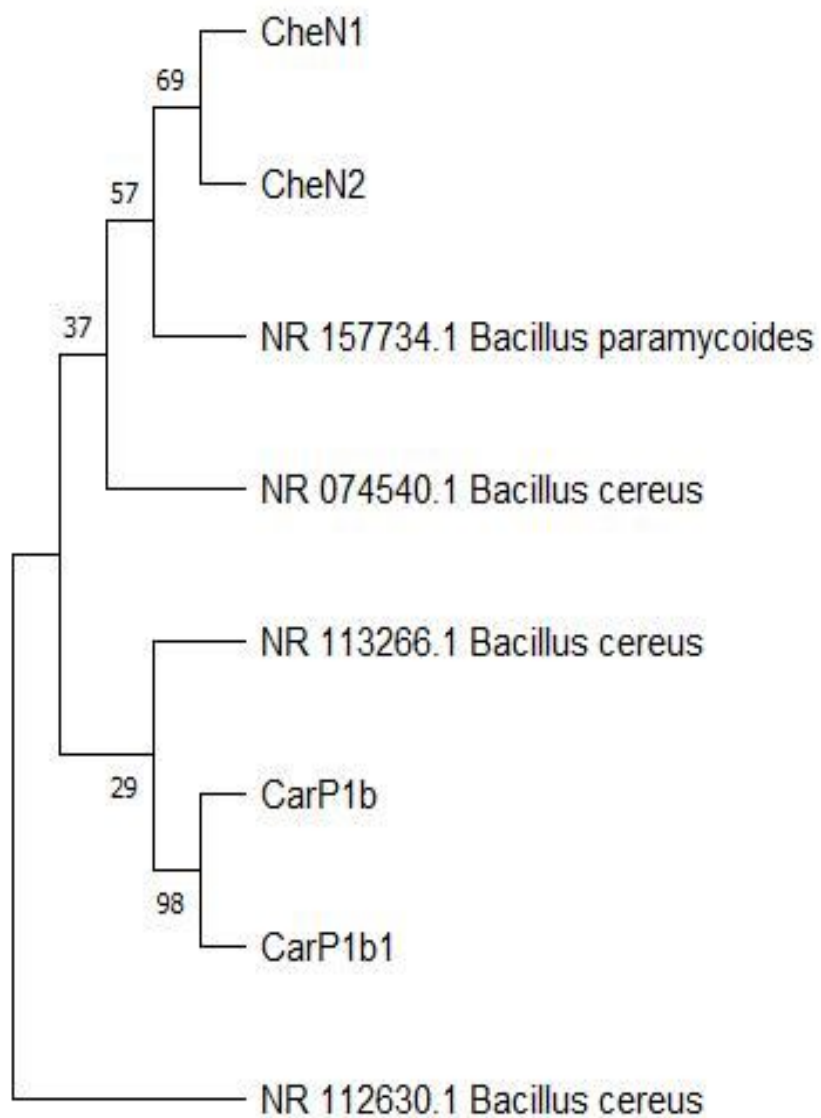 CheN1
69
CheN2
57
37
NR 157734.1 Bacillus paramycoides
NR 074540.1 Bacillus cereus
NR 113266.1 Bacillus cereus
29
CarP1b
98
CarP1b1
NR 112630.1 Bacillus cereus